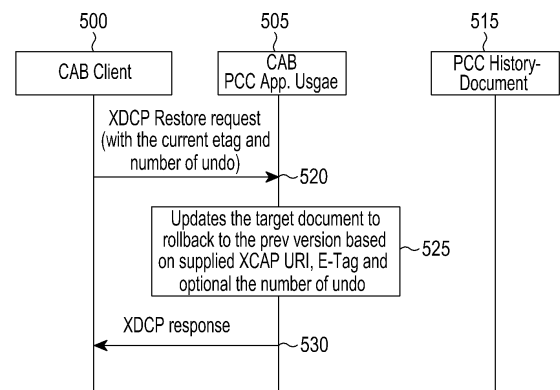 500
505
515
CAB Client
CAB
PCC App. Usgae
PCC History-
Document
XDCP Restore request
(with the current etag and
number of undo)
520
Updates the target document to
rollback to the prev version based
on supplied XCAP URI, E-Tag and
optional the number of undo
525
XDCP response
530